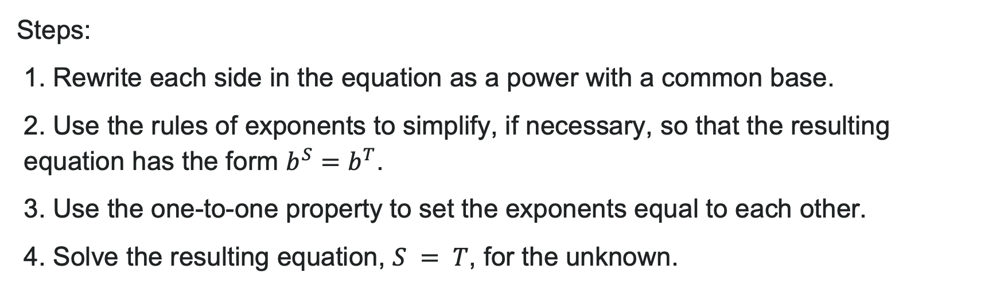 Steps:
1. Rewrite each side in the equation as a power with a common base.
2. Use the rules of exponents to simplify, if necessary, so that the resulting
equation has the form $b^S = b^T$.
3. Use the one-to-one property to set the exponents equal to each other.
4. Solve the resulting equation, $S = T$, for the unknown.